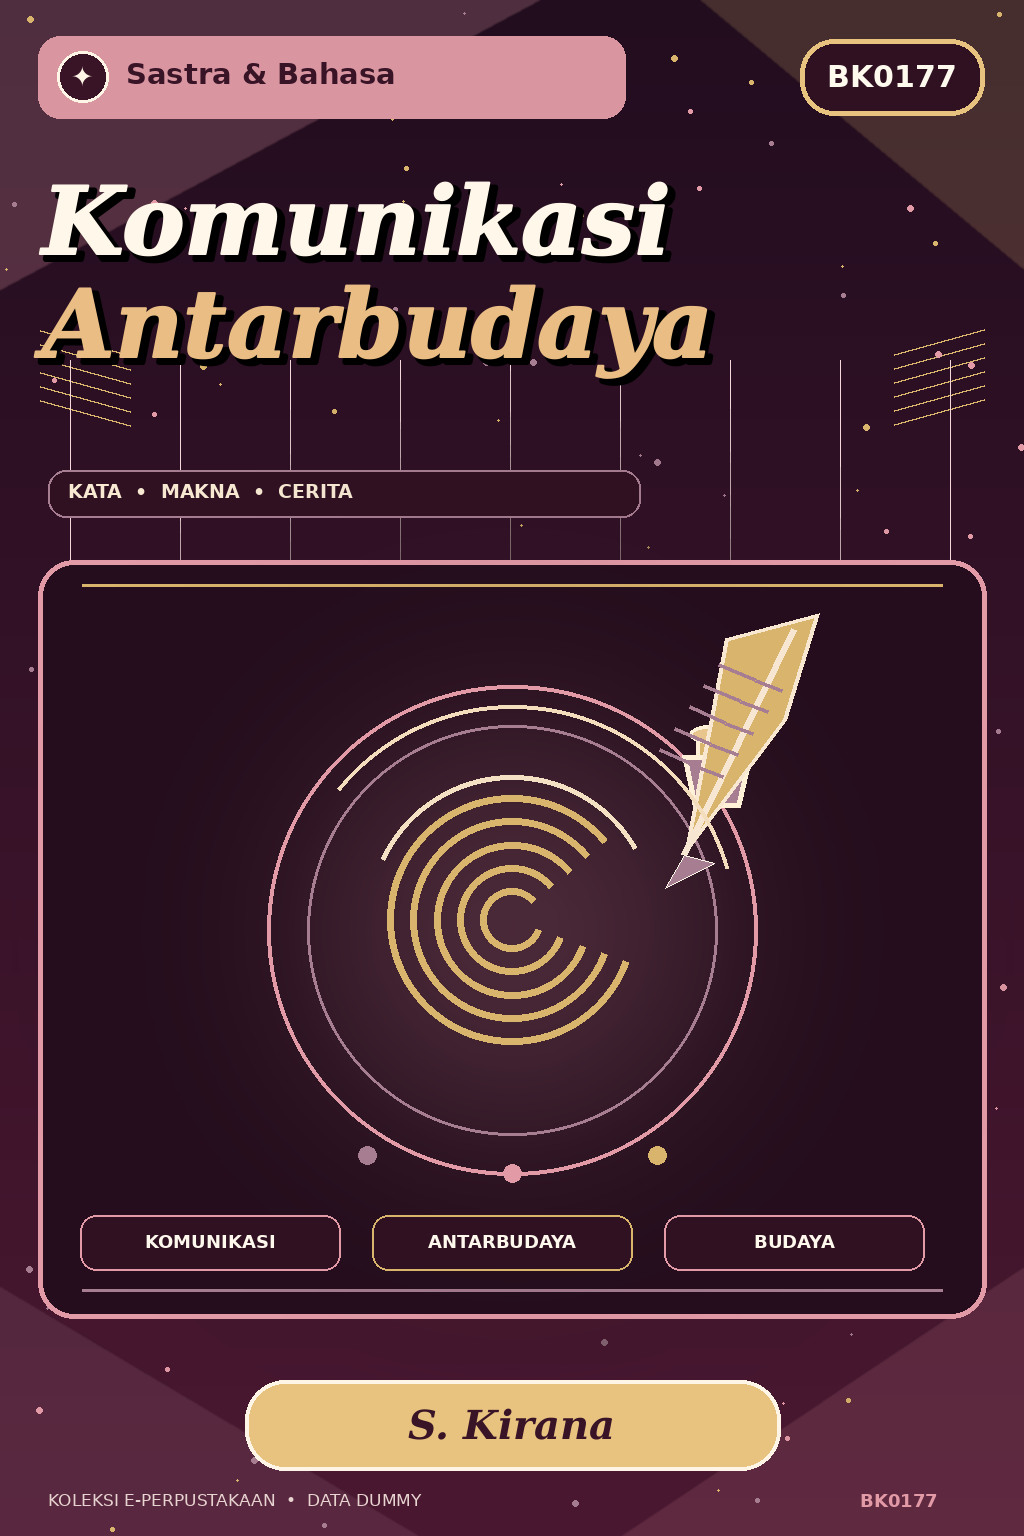 Sastra & Bahasa
BK0177
Komunikasi
Antarbudaya
KATA • MAKNA • CERITA
KOMUNIKASI
ANTARBUDAYA
BUDAYA
S. Kirana
KOLEKSI E-PERPUSTAKAAN • DATA DUMMY
BK0177